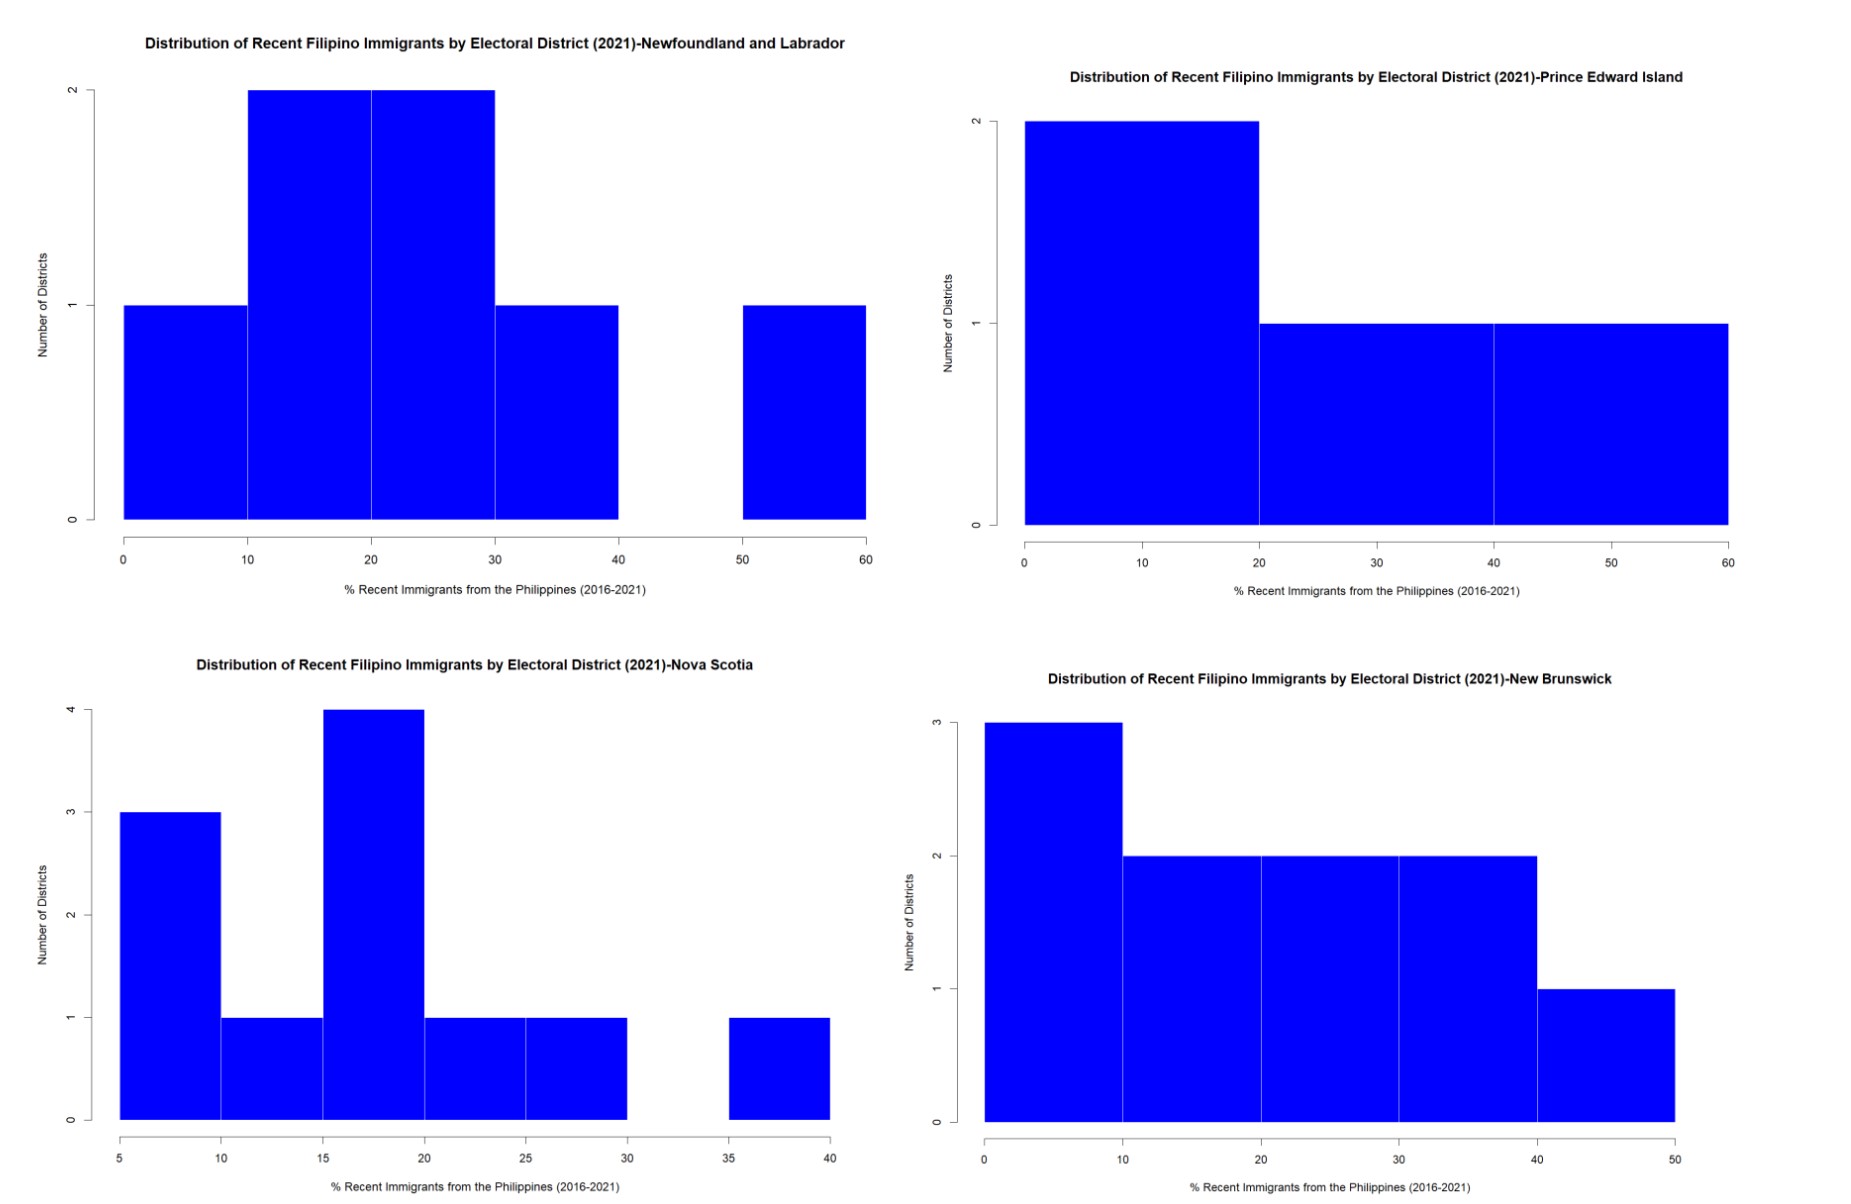 Distribution of Recent Filipino Immigrants by Electoral District (2021)-Newfoundland and Labrador
Number of Districts
2
1
0
0 10 20 30 40 50 60
% Recent Immigrants from the Philippines (2016-2021)
Distribution of Recent Filipino Immigrants by Electoral District (2021)-Prince Edward Island
Number of Districts
2
1
0
0 10 20 30 40 50 60
% Recent Immigrants from the Philippines (2016-2021)
Distribution of Recent Filipino Immigrants by Electoral District (2021)-Nova Scotia
Number of Districts
4
3
2
1
0
5 10 15 20 25 30 35 40
% Recent Immigrants from the Philippines (2016-2021)
Distribution of Recent Filipino Immigrants by Electoral District (2021)-New Brunswick
Number of Districts
3
2
1
0
0 10 20 30 40 50
% Recent Immigrants from the Philippines (2016-2021)